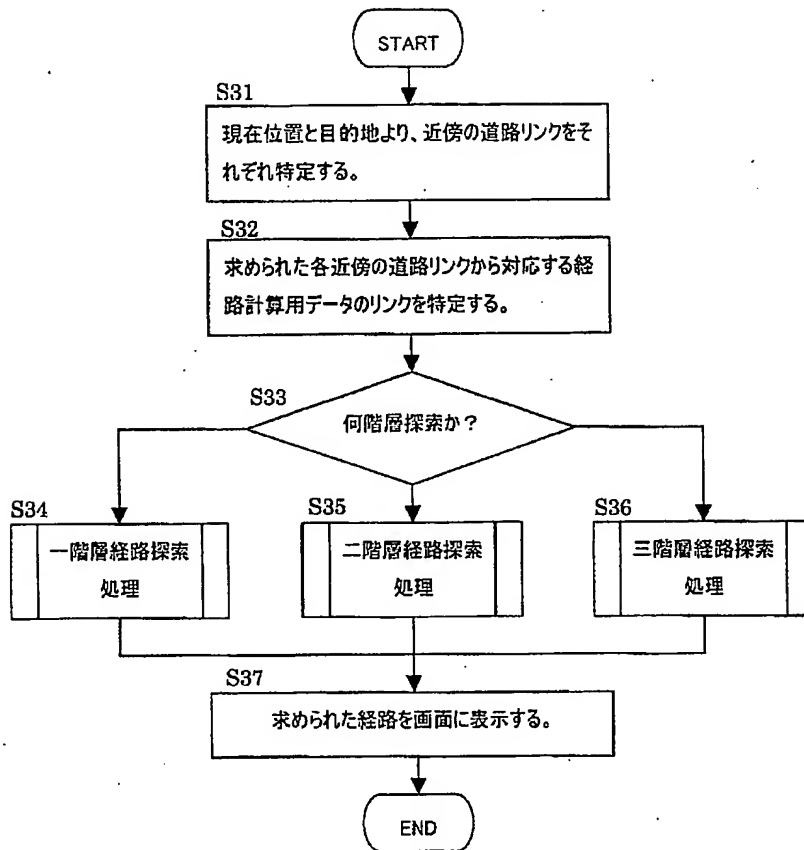 START
S31
現在位置と目的地より、近傍の道路リンクをそ
れぞれ特定する。
S32
求められた各近傍の道路リンクから対応する経
路計算用データのリンクを特定する。
S33
何階層探索か？
S34
一階層経路探索
処理
S35
二階層経路探索
処理
S36
三階層経路探索
処理
S37
求められた経路を画面に表示する。
END